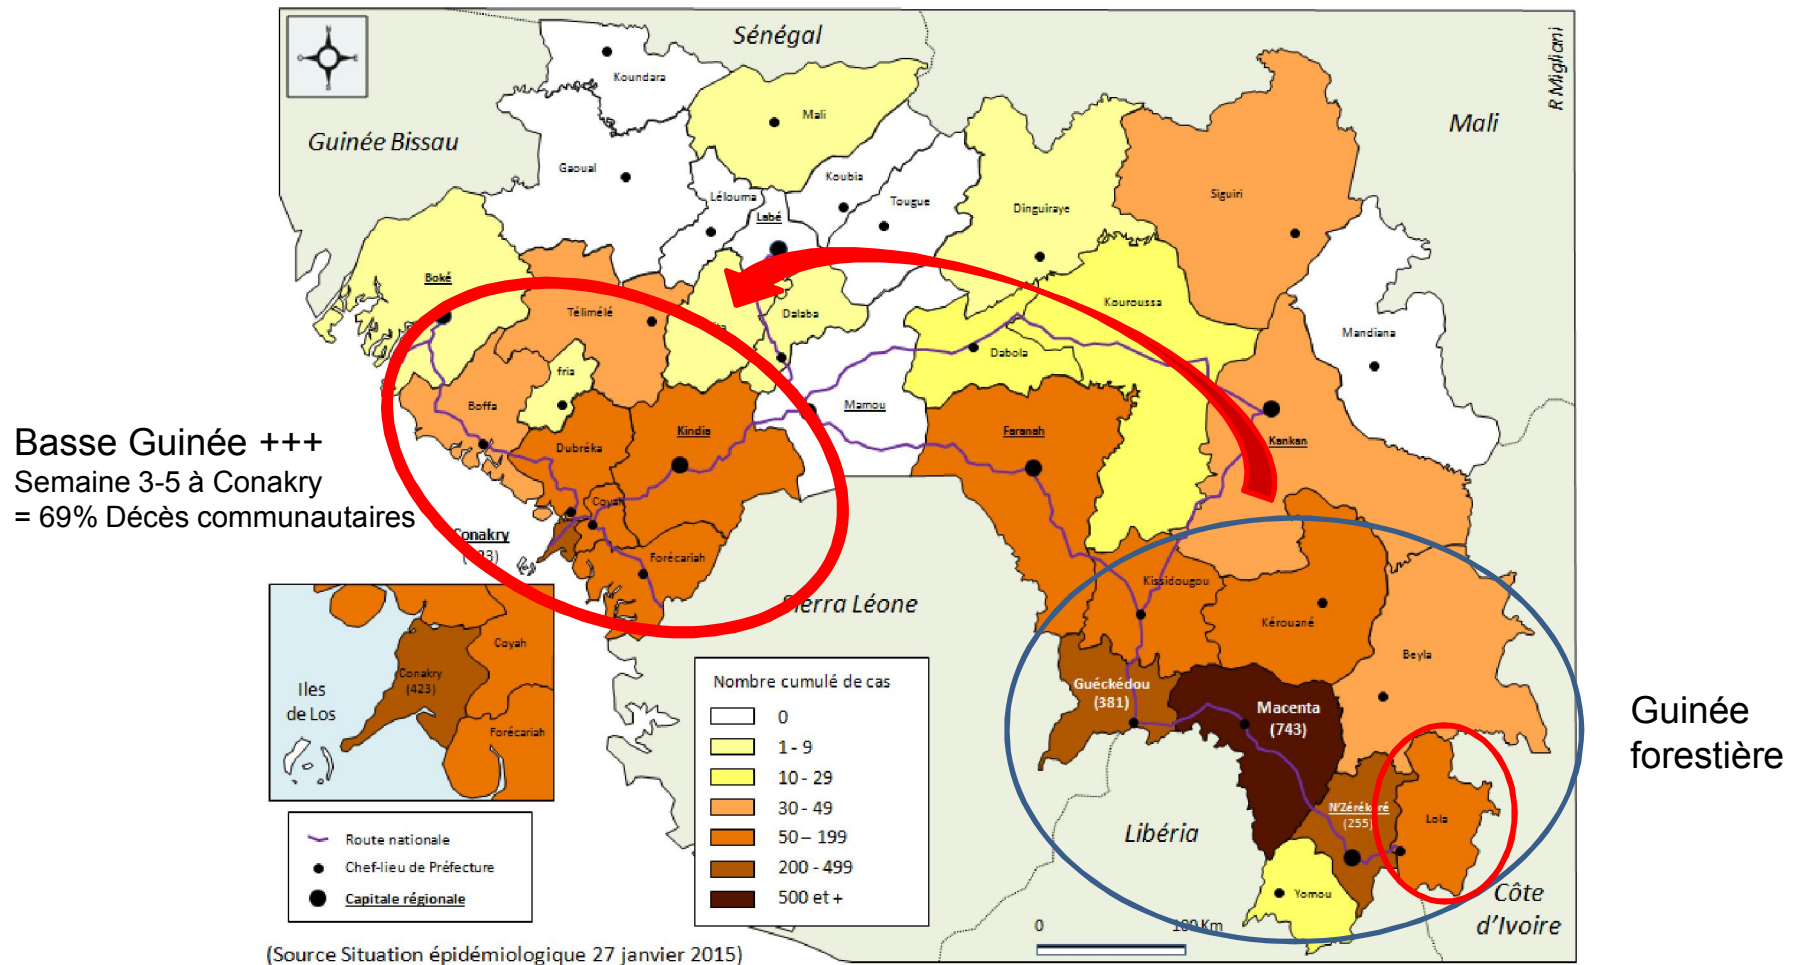 Sénégal
R Migliani
Koundara
Mali
Mali
Guinée Bissau
Gaoual
Koubia
Lélouma
Tougue
Siguiri
Labé
Dinguiraye
Boké
Kouroussa
Télimélé
Dalaba
Mandiana
Dabola
fria
Boffa
Mamou
Kindia
Faranah
Kankan
Dubréka
Basse Guinée +++
Semaine 3-5 à Conakry
= 69% Décès communautaires
Coyah
Conakry
Forécariah
Kissidougou
Sierra Léone
Kérouané
Coyah
Beyla
Conakry
(423)
Iles
de Los
Forécariah
Guéckédou
(381)
Macenta
(743)
Guinée
forestière
Nombre cumulé de cas
0
1 - 9
10 - 29
30 - 49
50 – 199
200 - 499
500 et +
N'Zérékoré
(255)
Lola
Libéria
Route nationale
Chef-lieu de Préfecture
Capitale régionale
Yomou
Côte
d'Ivoire
0
100 Km
(Source Situation épidémiologique 27 janvier 2015)